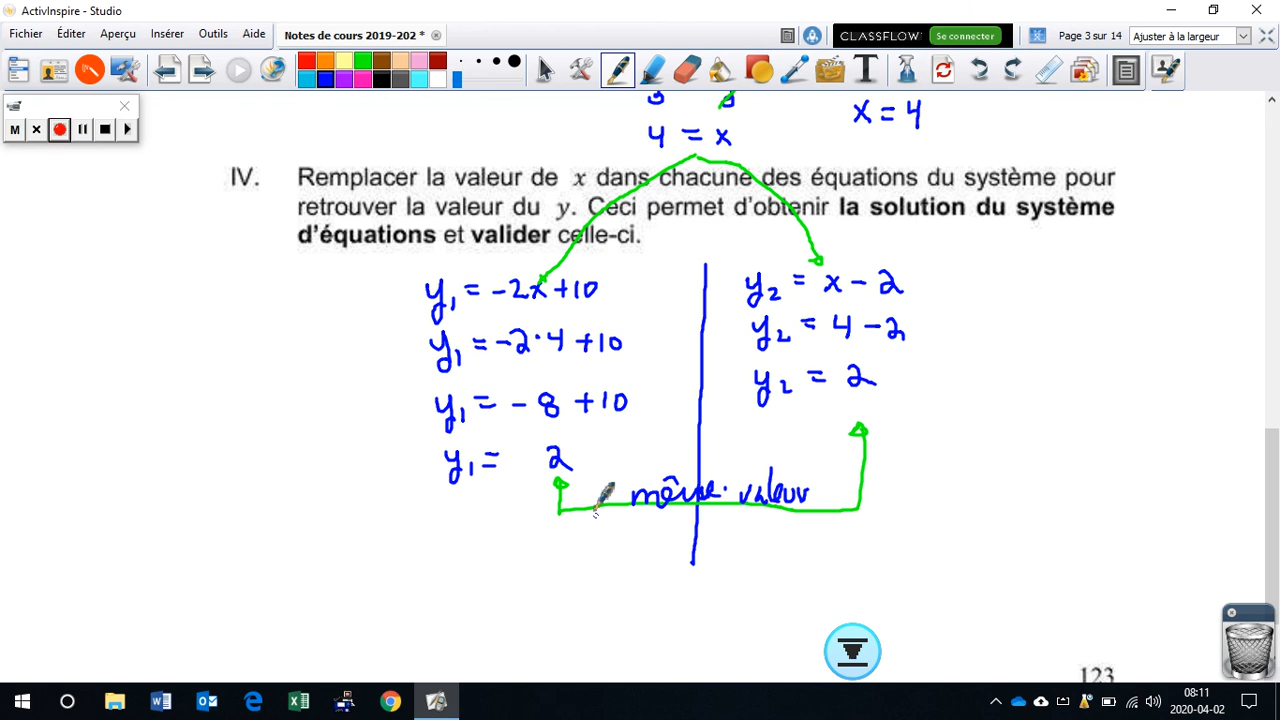 ActivInspire - Studio
Fichier Éditer Aperçu Insérer Outils Aide Notes de cours 2019-202 * CLASSFLOW Se connecter Page 3 sur 14 Ajuster à la largeur
M
4 = x
x = 4
IV. Remplacer la valeur de x dans chacune des équations du système pour
retrouver la valeur du y. Ceci permet d'obtenir la solution du système
d'équations et valider celle-ci.
y₁ = -2x + 10
y₁ = -2 · 4 + 10
y₁ = - 8 + 10
y₁ = 2
y₂ = x - 2
y₂ = 4 - 2
y₂ = 2
même valeur
123
08:11
2020-04-02